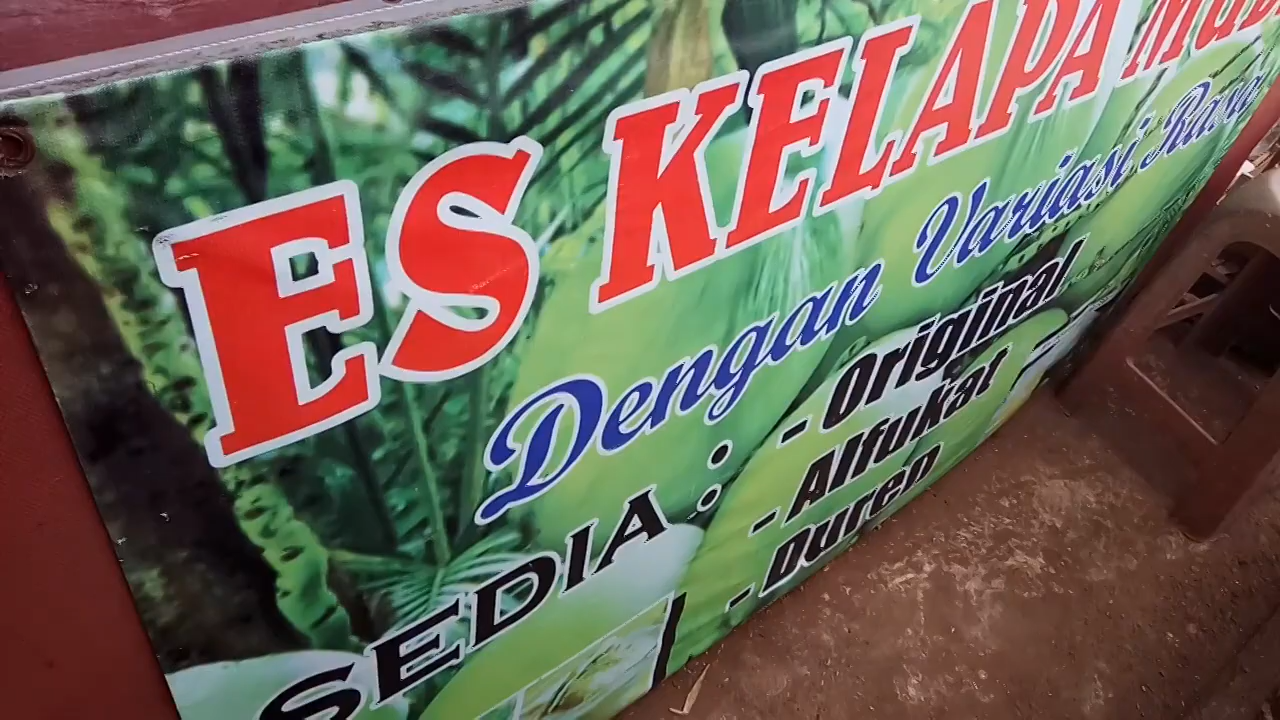 ES KELAPA
Dengan Variasi Rasa
SEDIA : - Original
- Alfukat
- Duren